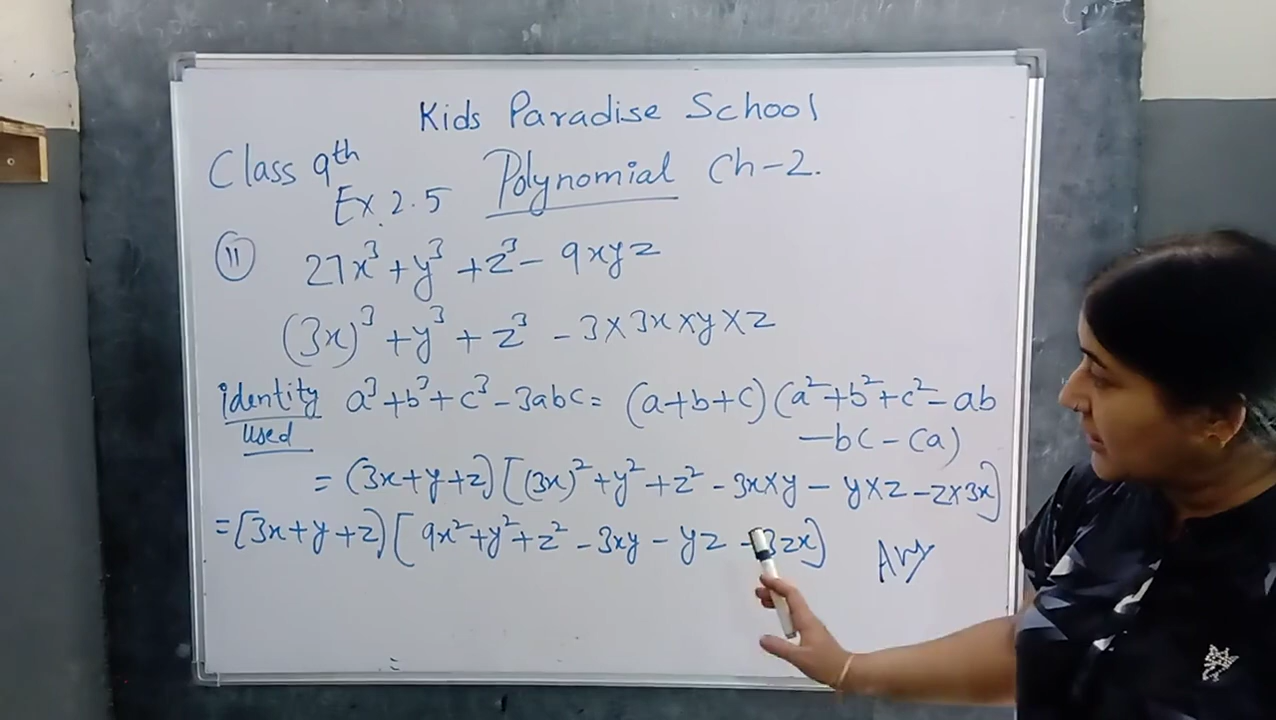 Kids Paradise School
Class 9th
Polynomial Ch-2.
Ex. 2.5
11 27x³+y³+z³-9xyz
(3x)³+y³+z³-3×3x×y×z
identity used a³+b³+c³-3abc=(a+b+c)(a²+b²+c²-ab
-bc-ca)
=(3x+y+z)[(3x)²+y²+z²-3x×y-y×z-z×3x]
=(3x+y+z)[9x²+y²+z²-3xy-yz-3zx]
Ans